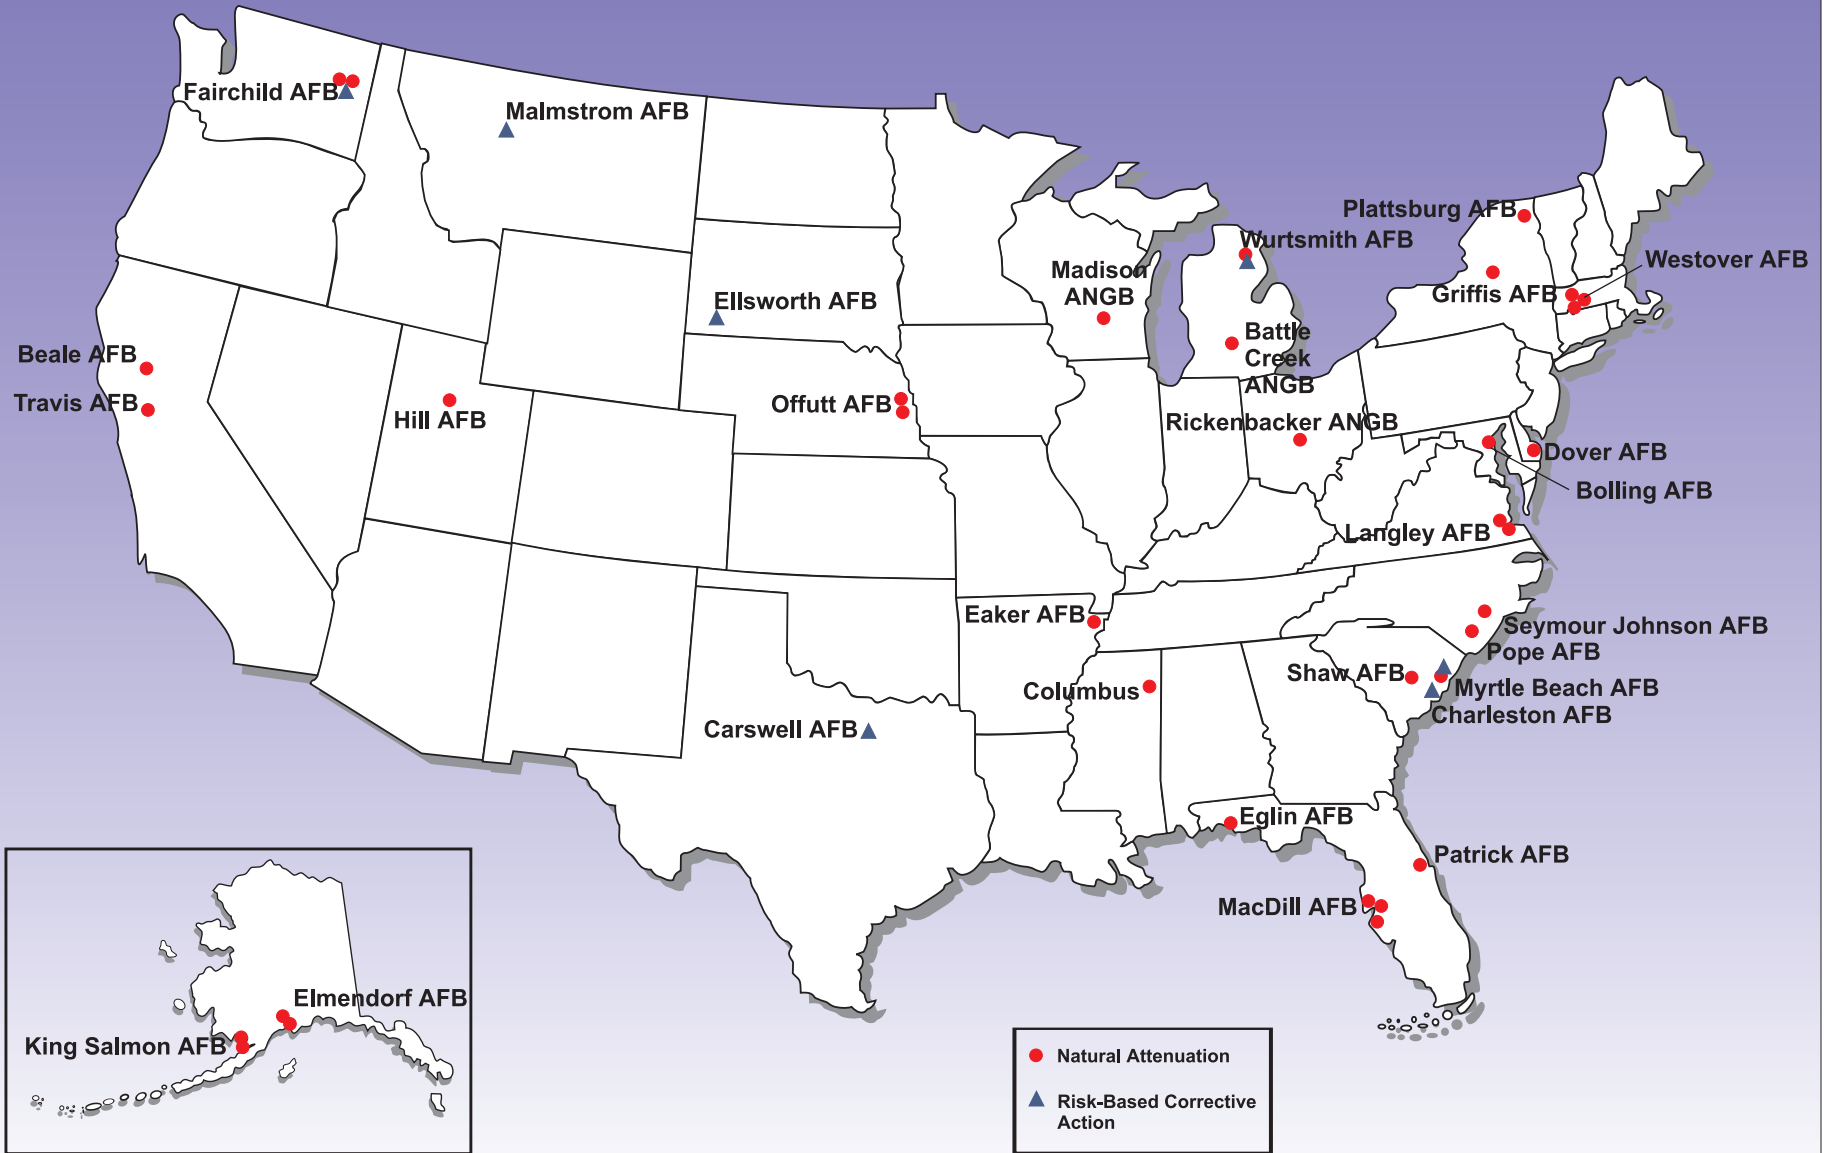 Fairchild AFB
Malmstrom AFB
Plattsburg AFB
Wurtsmith AFB
Westover AFB
Madison
ANGB
Griffis AFB
Ellsworth AFB
Battle
Creek
ANGB
Beale AFB
Travis AFB
Hill AFB
Offutt AFB
Rickenbacker ANGB
Dover AFB
Bolling AFB
Langley AFB
Eaker AFB
Seymour Johnson AFB
Pope AFB
Shaw AFB
Columbus
Myrtle Beach AFB
Charleston AFB
Carswell AFB
Eglin AFB
Patrick AFB
MacDill AFB
Elmendorf AFB
King Salmon AFB
Natural Attenuation
Risk-Based Corrective
Action